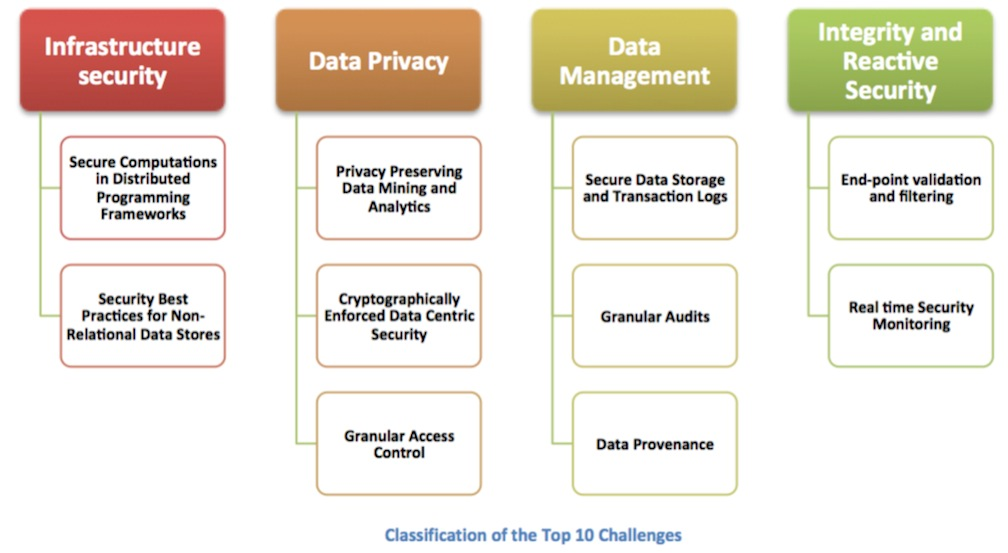 Infrastructure
security
Secure Computations
in Distributed
Programming
Frameworks
Security Best
Practices for Non-
Relational Data Stores
Data Privacy
Privacy Preserving
Data Mining and
Analytics
Cryptographically
Enforced Data Centric
Security
Granular Access
Control
Data
Management
Secure Data Storage
and Transaction Logs
Granular Audits
Data Provenance
Integrity and
Reactive
Security
End-point validation
and filtering
Real time Security
Monitoring
Classification of the Top 10 Challenges